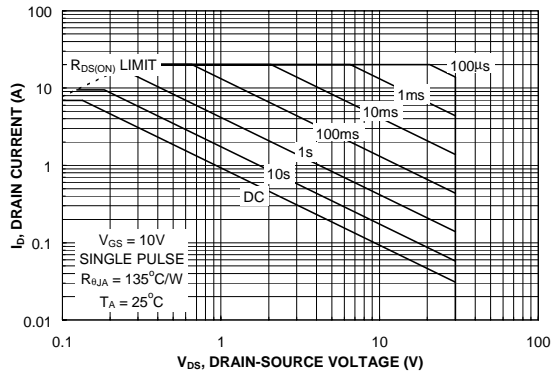 100
R_DS(ON) LIMIT
100µs
10
1ms
10ms
100ms
1
1s
10s
DC
V_GS = 10V
SINGLE PULSE
R_θJA = 135°C/W
T_A = 25°C
0.1
0.01
0.1
1
10
100
I_D, DRAIN CURRENT (A)
V_DS, DRAIN-SOURCE VOLTAGE (V)